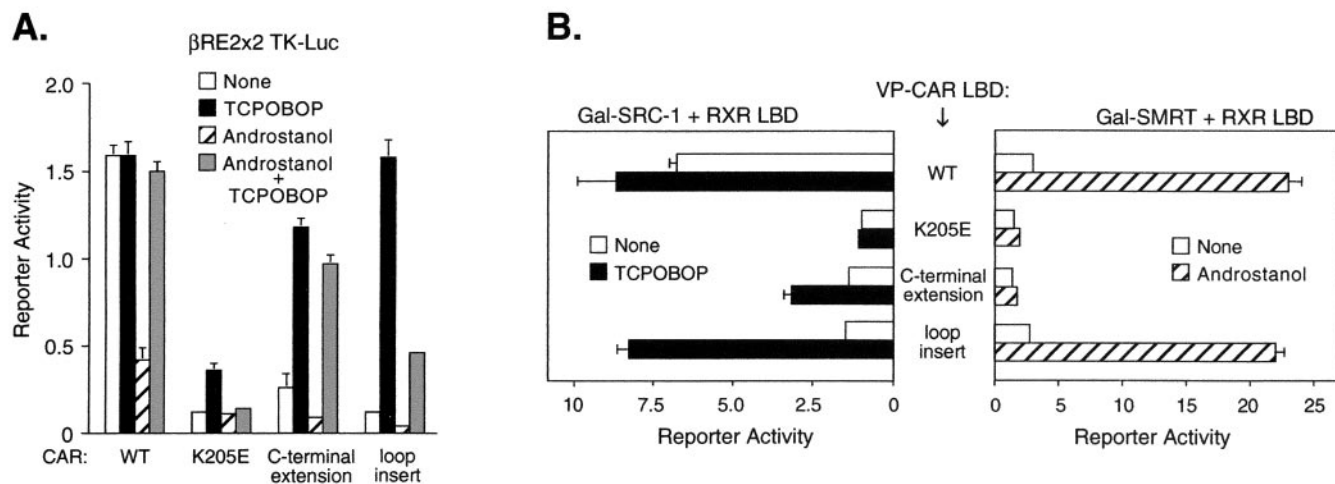 A.
βRE2x2 TK-Luc
None
TCPOBOP
Androstanol
Androstanol
+
TCPOBOP
2.0
1.5
1.0
0.5
0
Reporter Activity
CAR: WT K205E C-terminal extension loop insert
B.
VP-CAR LBD:
↓
Gal-SRC-1 + RXR LBD
Gal-SMRT + RXR LBD
WT
K205E
C-terminal
extension
loop
insert
None
TCPOBOP
None
Androstanol
10 7.5 5.0 2.5 0
Reporter Activity
0 5 10 15 20 25
Reporter Activity